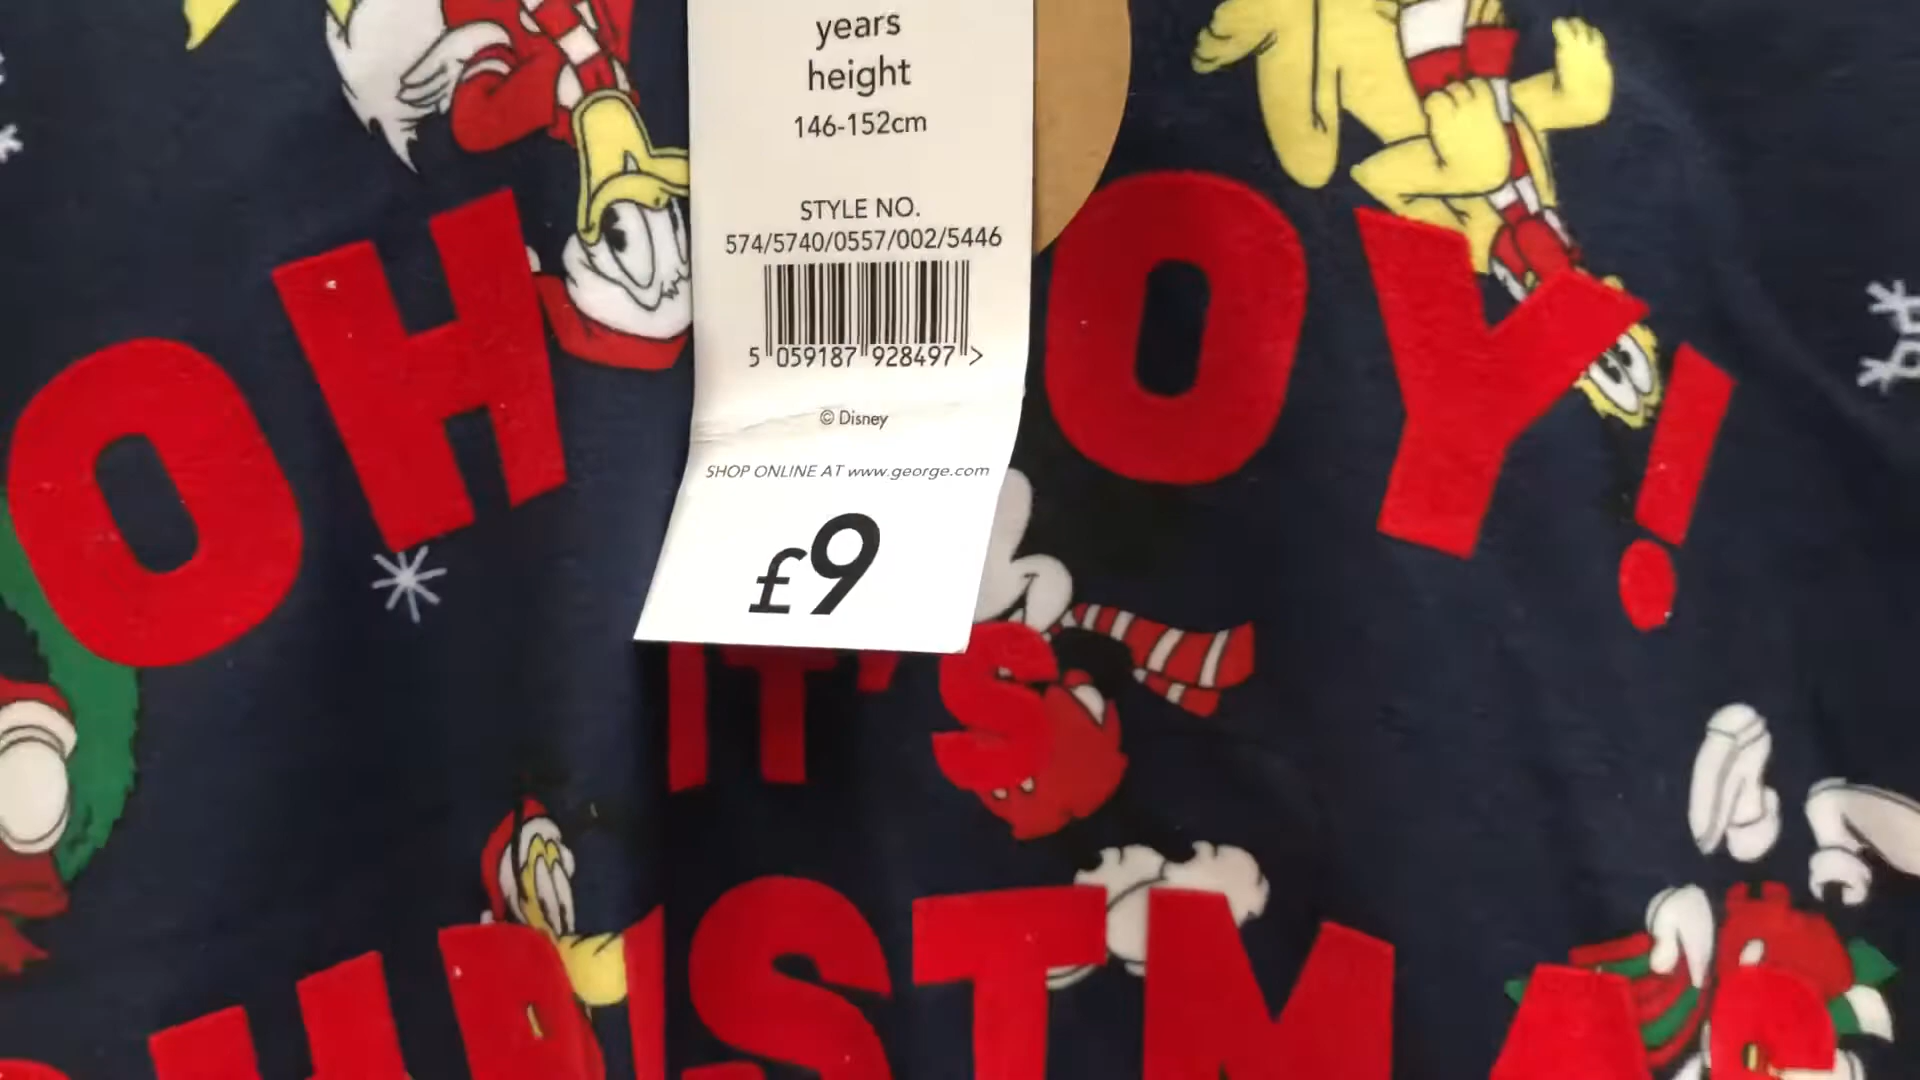 years
height
146-152cm
STYLE NO.
574/5740/0557/002/5446
5 059187 928497 >
© Disney
SHOP ONLINE AT www.george.com
£9
OH OY!
IT'S
CHRISTMAS